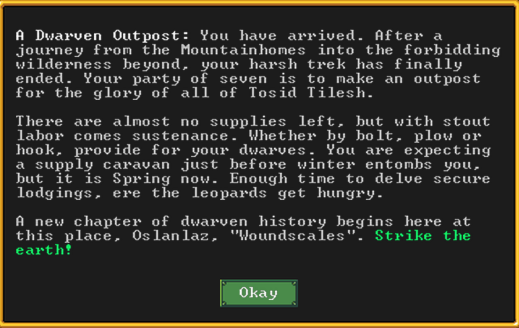 A Dwarven Outpost: You have arrived. After a
journey from the Mountainhomes into the forbidding
wilderness beyond, your harsh trek has finally
ended. Your party of seven is to make an outpost
for the glory of all of Tosid Tilesh.
There are almost no supplies left, but with stout
labor comes sustenance. Whether by bolt, plow or
hook, provide for your dwarves. You are expecting
a supply caravan just before winter entombs you,
but it is Spring now. Enough time to delve secure
lodgings, ere the leopards get hungry.
A new chapter of dwarven history begins here at
this place, Oslanlaz, "Woundscales". Strike the
earth!
Okay